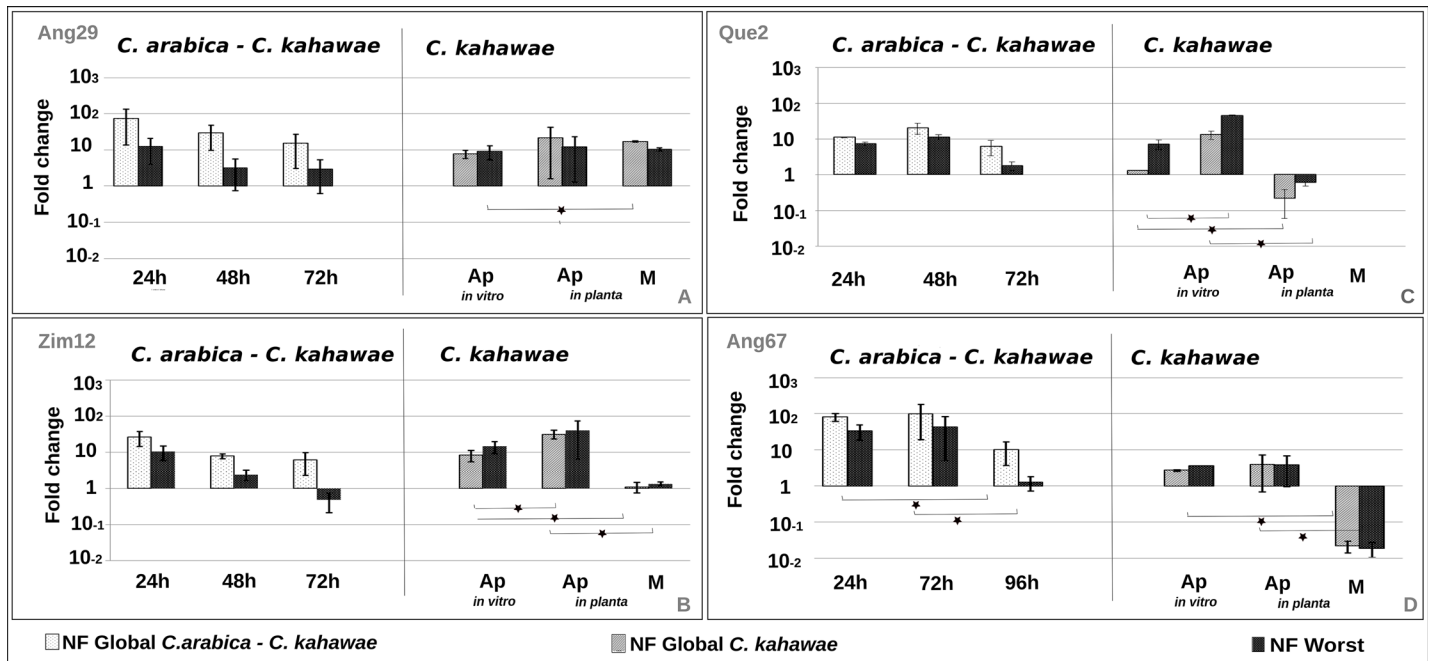 Ang29
C. arabica - C. kahawae
C. kahawae
Fold change
10³
10²
10
1
10⁻¹
10⁻²
24h 48h 72h Ap Ap M
in vitro in planta
A
Que2
C. arabica - C. kahawae
C. kahawae
Fold change
10³
10²
10
1
10⁻¹
10⁻²
24h 48h 72h Ap Ap M
in vitro in planta
C
Zim12
C. arabica - C. kahawae
C. kahawae
Fold change
10³
10²
10
1
10⁻¹
10⁻²
24h 48h 72h Ap Ap M
in vitro in planta
B
Ang67
C. arabica - C. kahawae
C. kahawae
Fold change
10³
10²
10
1
10⁻¹
10⁻²
24h 72h 96h Ap Ap M
in vitro in planta
D
NF Global C.arabica - C. kahawae
NF Global C. kahawae
NF Worst